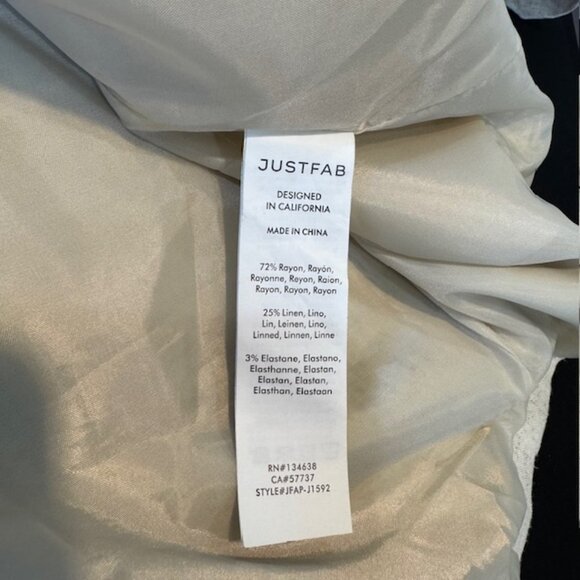 JUSTFAB
DESIGNED
IN CALIFORNIA
MADE IN CHINA
72% Rayon, Rayón,
Rayonne, Reyon, Raion,
Rayon, Rayon, Rayon
25% Linen, Lino,
Lin, Leinen, Lino,
Linned, Linnen, Linne
3% Elastane, Elastano,
Elasthanne, Elastan,
Elastan, Elastan,
Elasthan, Elastaan
RN#134638
CA#57737
STYLE#JFAP-J1592